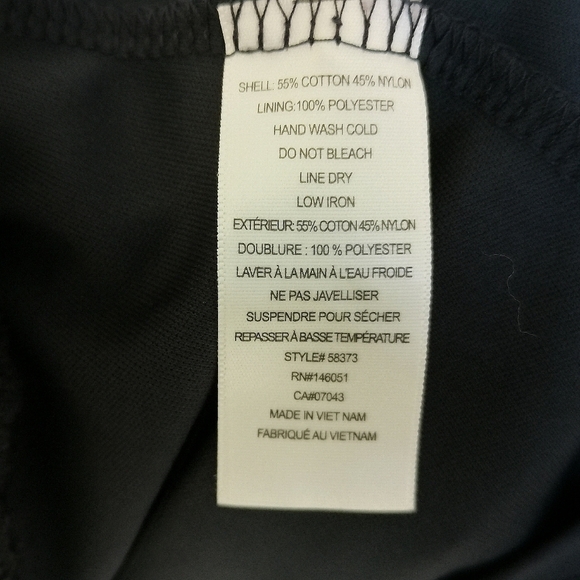 SHELL: 55% COTTON 45% NYLON
LINING:100% POLYESTER
HAND WASH COLD
DO NOT BLEACH
LINE DRY
LOW IRON
EXTÉRIEUR: 55% COTON 45% NYLON
DOUBLURE : 100 % POLYESTER
LAVER À LA MAIN À L'EAU FROIDE
NE PAS JAVELLISER
SUSPENDRE POUR SÉCHER
REPASSER À BASSE TEMPÉRATURE
STYLE# 58373
RN#146051
CA#07043
MADE IN VIET NAM
FABRIQUÉ AU VIETNAM